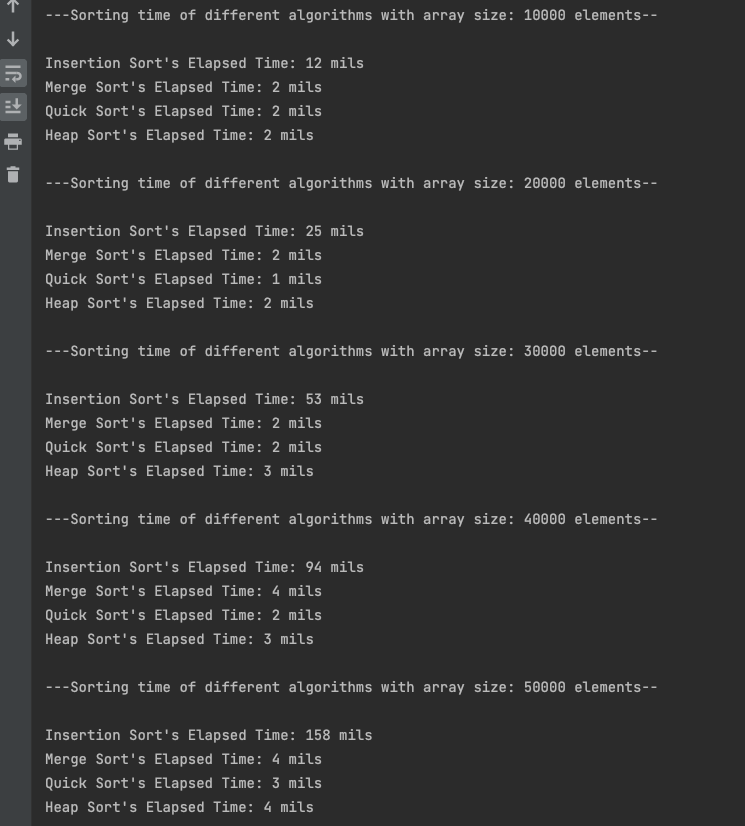 ---Sorting time of different algorithms with array size: 10000 elements--
Insertion Sort's Elapsed Time: 12 mils
Merge Sort's Elapsed Time: 2 mils
Quick Sort's Elapsed Time: 2 mils
Heap Sort's Elapsed Time: 2 mils
---Sorting time of different algorithms with array size: 20000 elements--
Insertion Sort's Elapsed Time: 25 mils
Merge Sort's Elapsed Time: 2 mils
Quick Sort's Elapsed Time: 1 mils
Heap Sort's Elapsed Time: 2 mils
---Sorting time of different algorithms with array size: 30000 elements--
Insertion Sort's Elapsed Time: 53 mils
Merge Sort's Elapsed Time: 2 mils
Quick Sort's Elapsed Time: 2 mils
Heap Sort's Elapsed Time: 3 mils
---Sorting time of different algorithms with array size: 40000 elements--
Insertion Sort's Elapsed Time: 94 mils
Merge Sort's Elapsed Time: 4 mils
Quick Sort's Elapsed Time: 2 mils
Heap Sort's Elapsed Time: 3 mils
---Sorting time of different algorithms with array size: 50000 elements--
Insertion Sort's Elapsed Time: 158 mils
Merge Sort's Elapsed Time: 4 mils
Quick Sort's Elapsed Time: 3 mils
Heap Sort's Elapsed Time: 4 mils